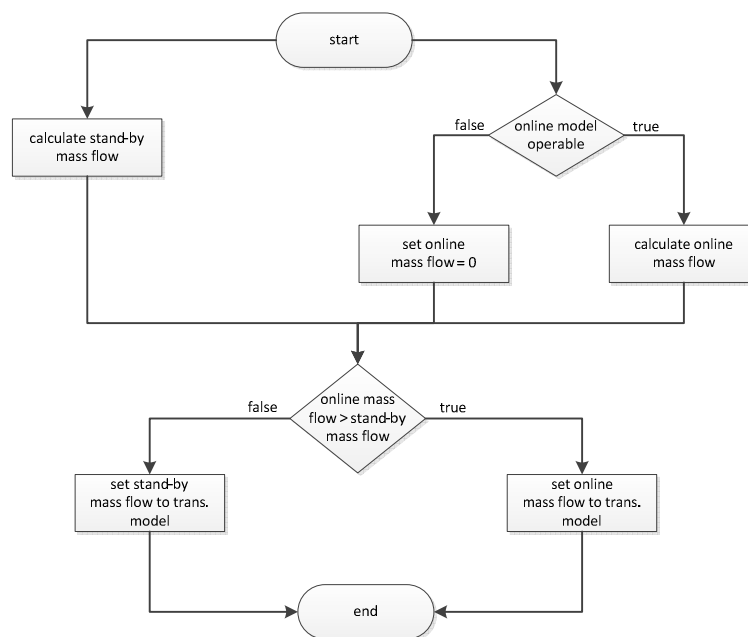 start
false
online model
operable
true
calculate stand-by
mass flow
set online
mass flow = 0
calculate online
mass flow
false
online mass
flow > stand-by
mass flow
true
set stand-by
mass flow to trans.
model
set online
mass flow to trans.
model
end